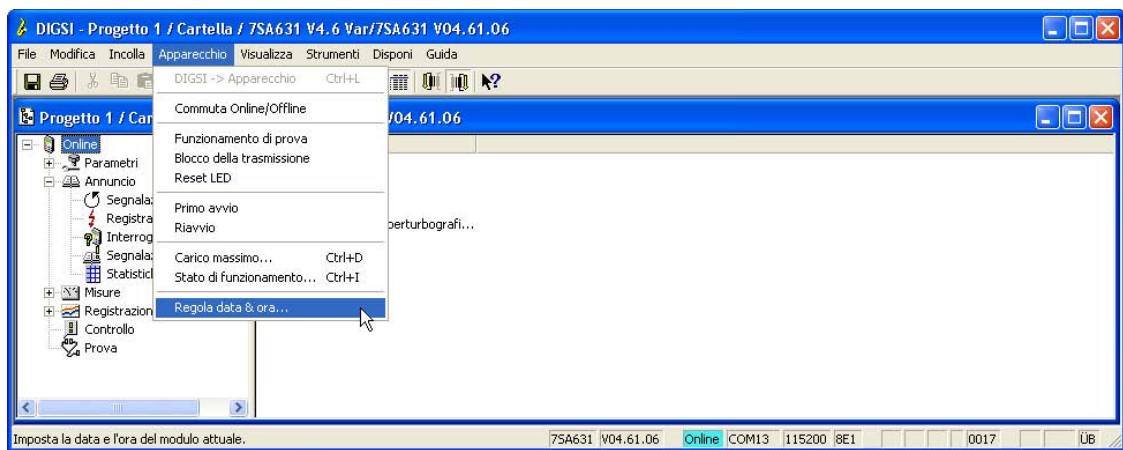 DIGSI - Progetto 1 / Cartella / 7SA631 V4.6 Var/7SA631 V04.61.06
File Modifica Incolla Apparecchio Visualizza Strumenti Disponi Guida
DIGSI -> Apparecchio Ctrl+L
Commuta Online/Offline
Funzionamento di prova
Blocco della trasmissione
Reset LED
Primo avvio
Riavvio
Carico massimo... Ctrl+D
Stato di funzionamento... Ctrl+I
Regola data & ora...
Progetto 1 / Car
/04.61.06
Online
Parametri
Annuncio
Segnala
Registra
Interrog
Segnala
Statistic
Misure
Registrazion
Controllo
Prova
perturbografi...
Imposta la data e l'ora del modulo attuale.
7SA631 V04.61.06 Online COM13 115200 8E1 0017 ÜB